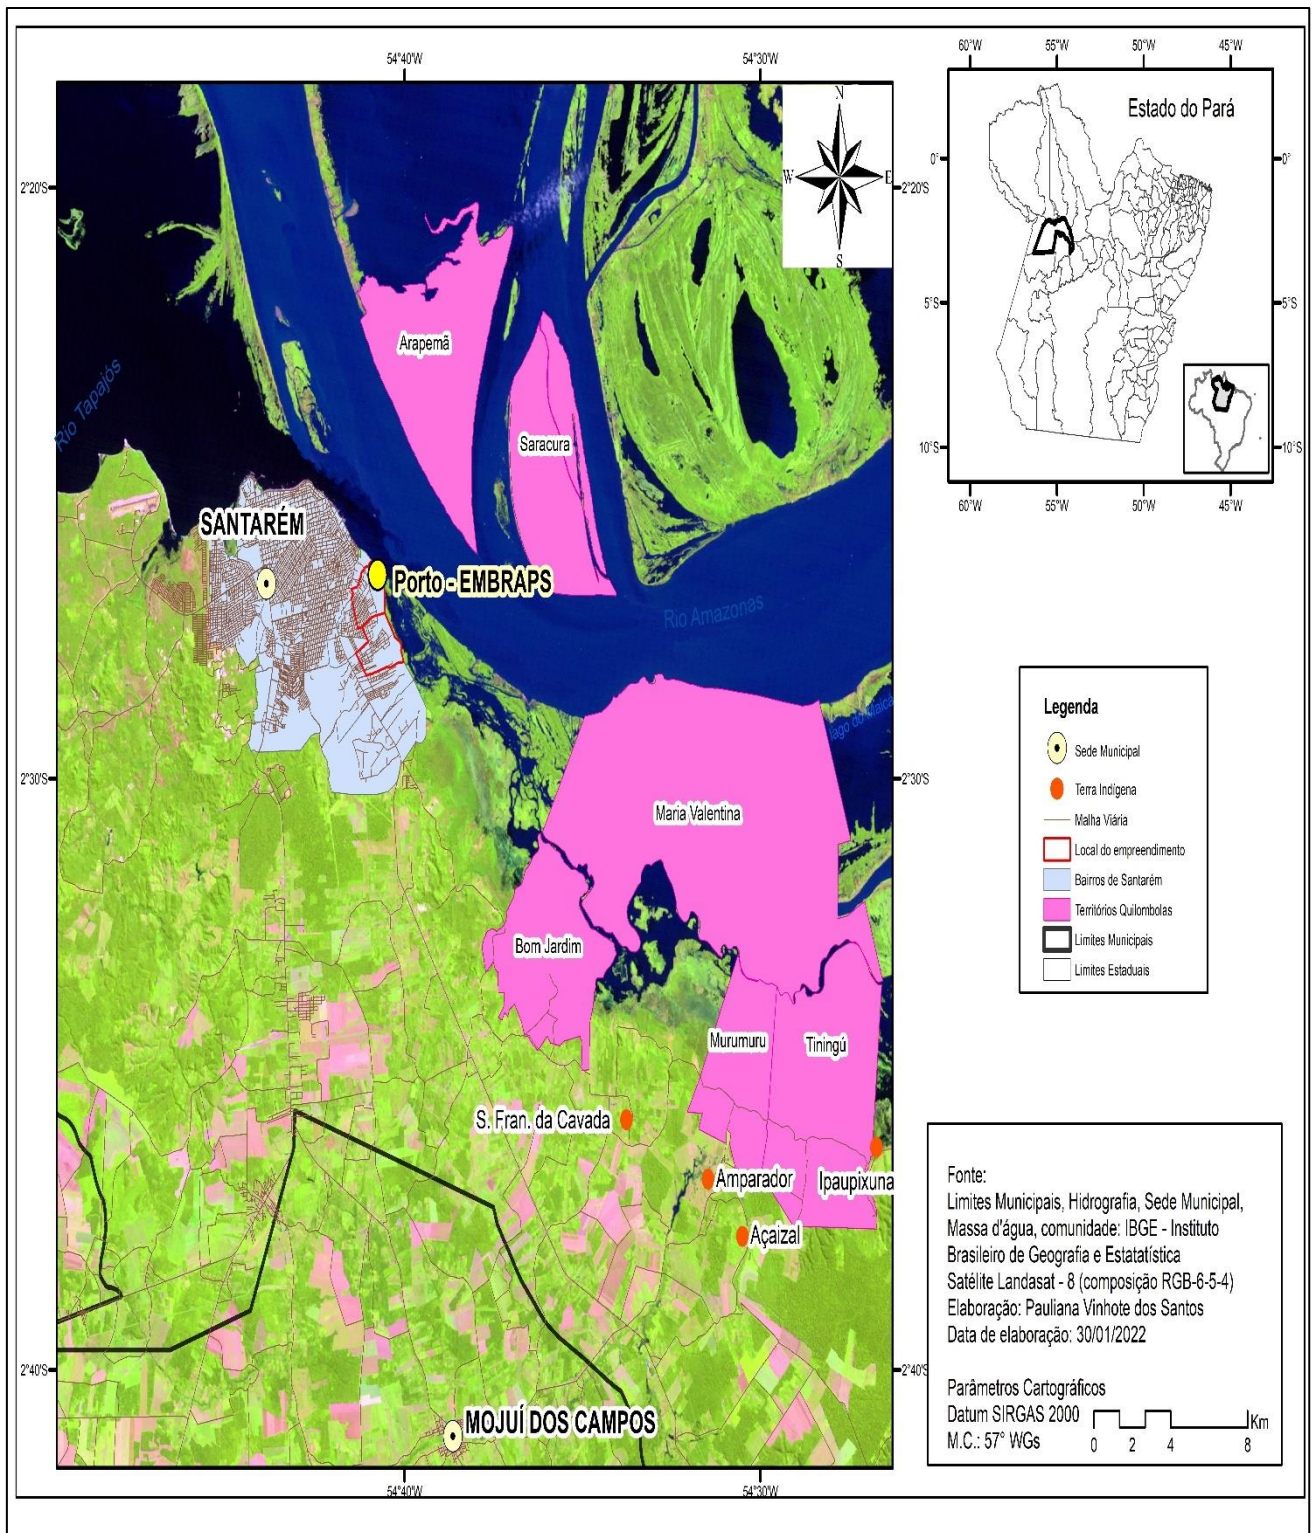 54°40'W
54°30'W
2°20'S
2°20'S
2°30'S
2°30'S
2°40'S
2°40'S
54°40'W
54°30'W
N
W
E
S
Rio Tapajós
Arapemã
Saracura
SANTARÉM
Porto - EMBRAPS
Rio Amazonas
lago do Maicá
Maria Valentina
Bom Jardim
Murumuru
Tiningú
S. Fran. da Cavada
Amparador
Ipaupixuna
Açaizal
MOJUÍ DOS CAMPOS
60°W
55°W
50°W
45°W
Estado do Pará
0°
0°
5°S
5°S
10°S
10°S
60°W
55°W
50°W
45°W
Legenda
Sede Municipal
Terra Indígena
Malha Viária
Local do empreendimento
Bairros de Santarém
Territórios Quilombolas
Limites Municipais
Limites Estaduais
Fonte:
Limites Municipais, Hidrografia, Sede Municipal,
Massa d'água, comunidade: IBGE - Instituto
Brasileiro de Geografia e Estatatística
Satélite Landasat - 8 (composição RGB-6-5-4)
Elaboração: Pauliana Vinhote dos Santos
Data de elaboração: 30/01/2022
Parâmetros Cartográficos
Datum SIRGAS 2000
M.C.: 57° WGs
0 2 4 8
Km